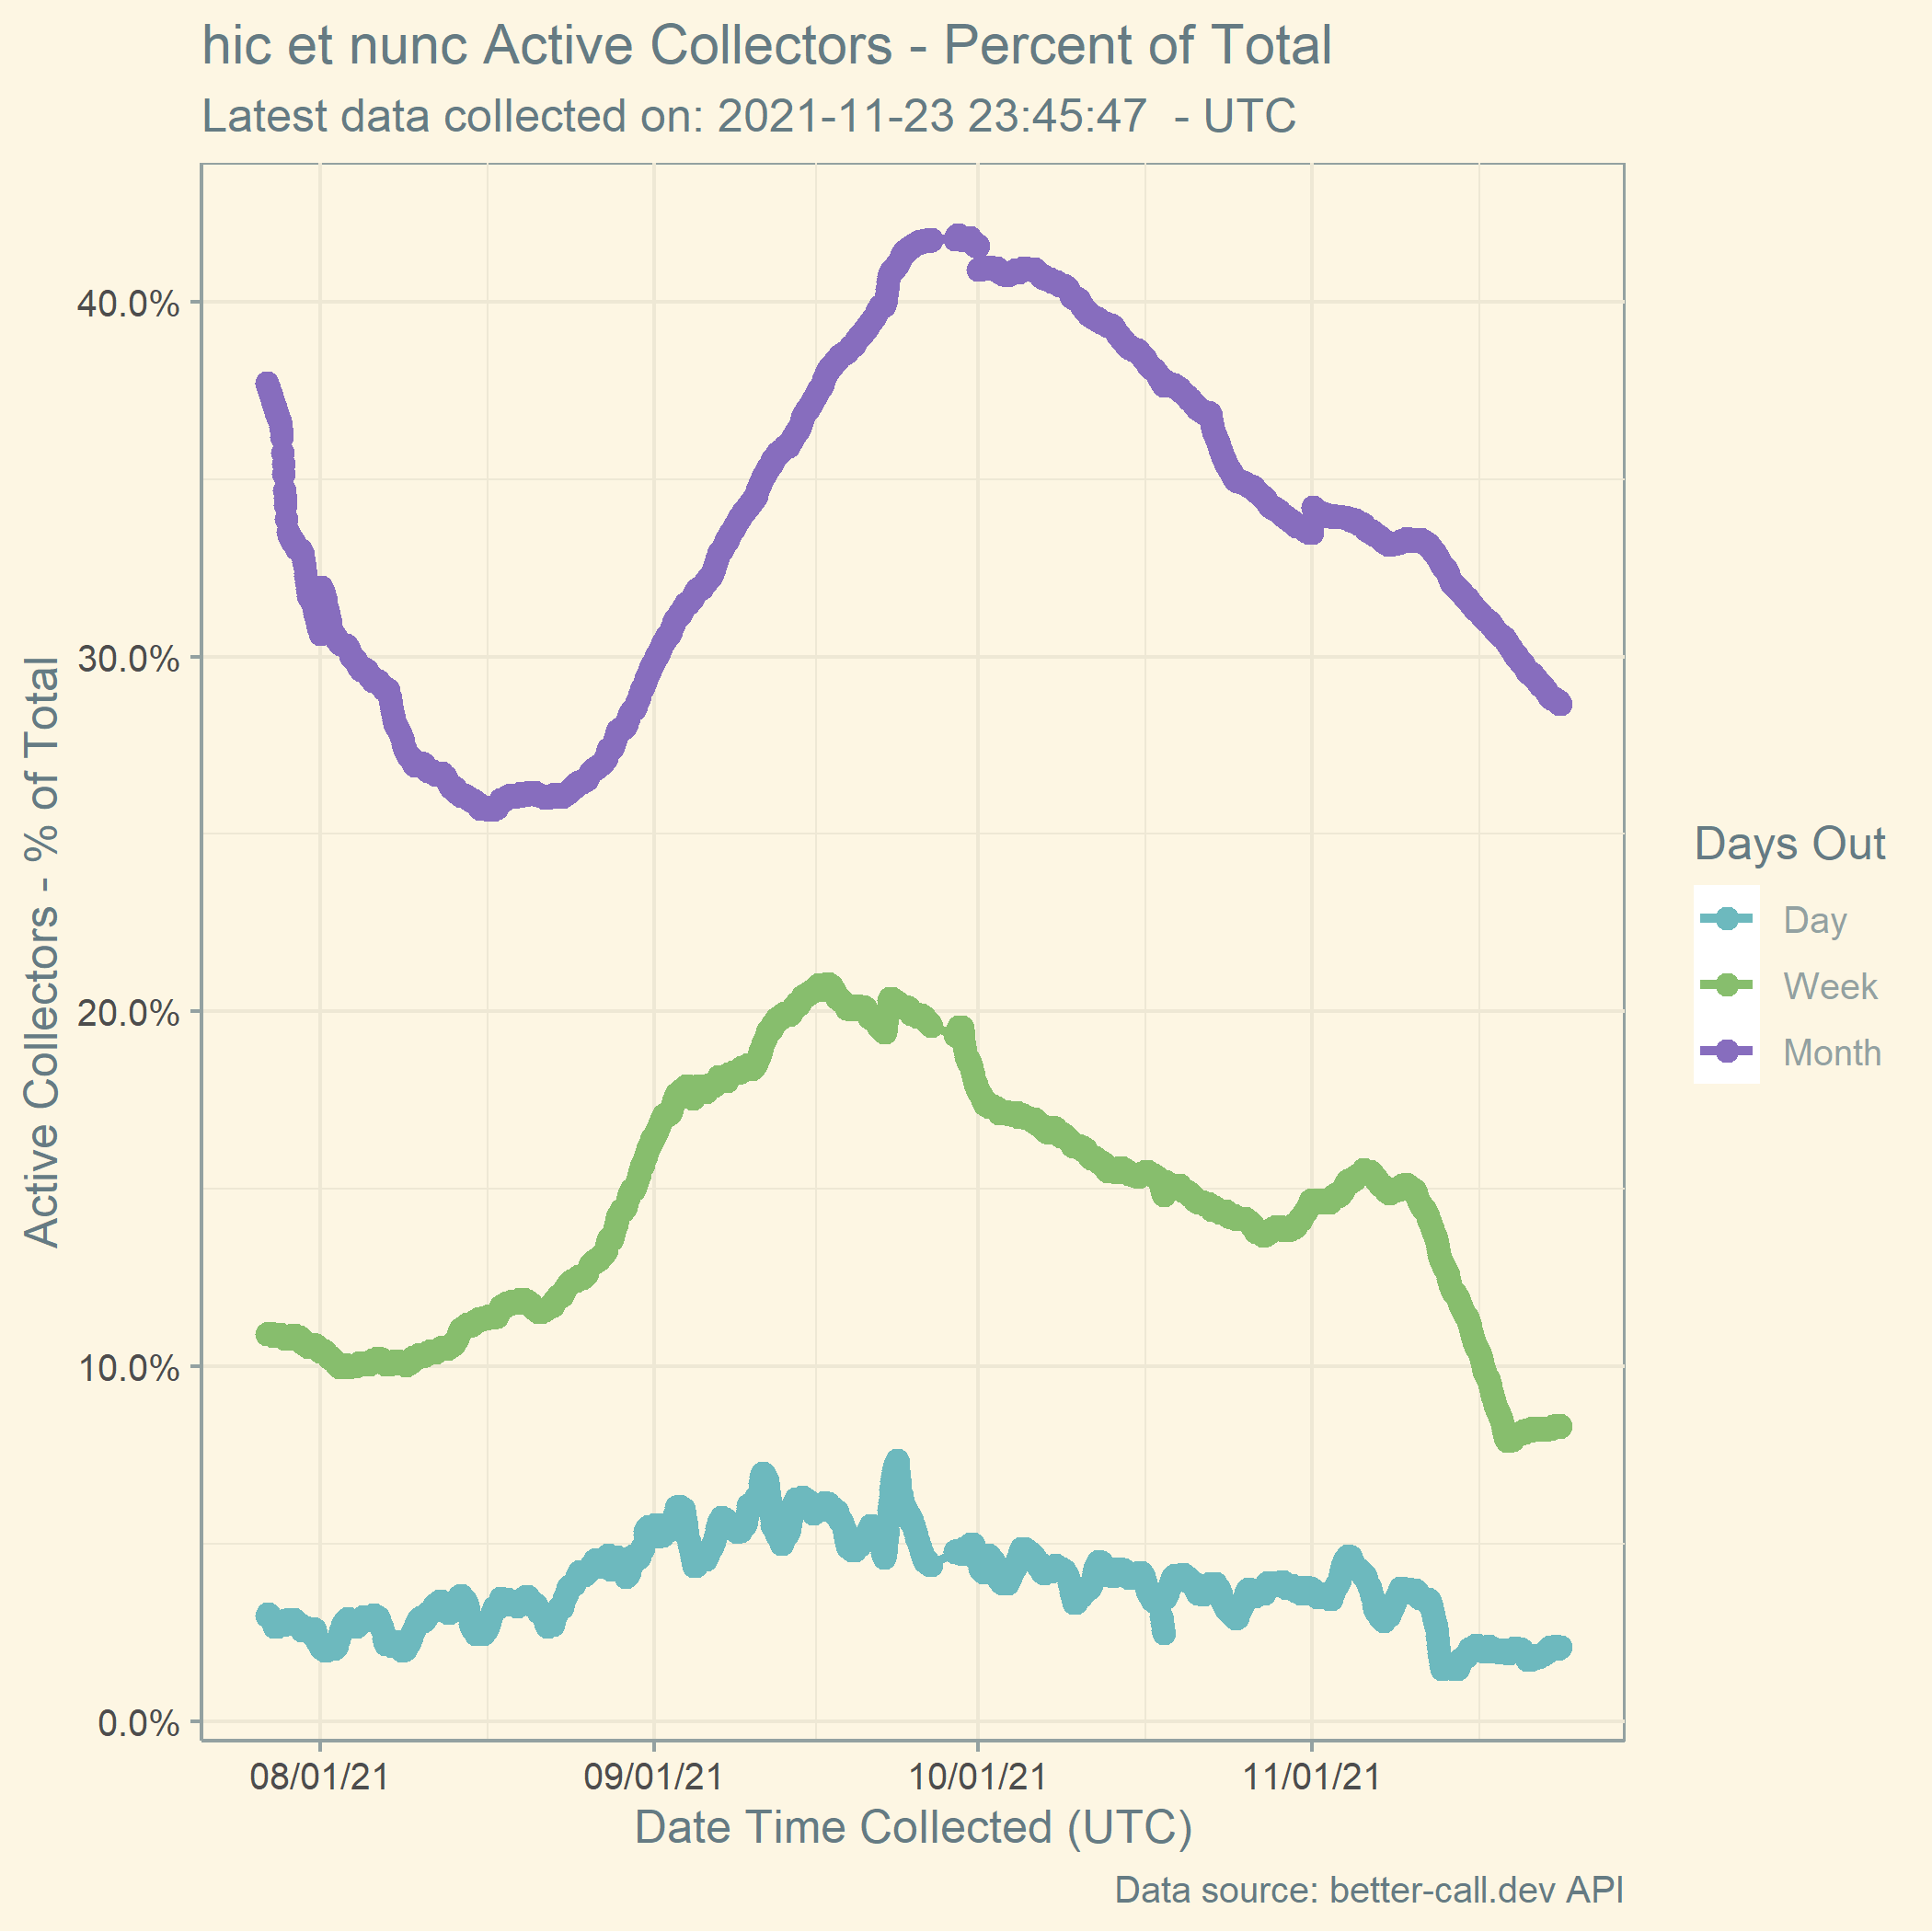 hic et nunc Active Collectors - Percent of Total
Latest data collected on: 2021-11-23 23:45:47  - UTC
Active Collectors - % of Total
40.0%
30.0%
20.0%
10.0%
0.0%
08/01/21
09/01/21
10/01/21
11/01/21
Date Time Collected (UTC)
Days Out
Day
Week
Month
Data source: better-call.dev API